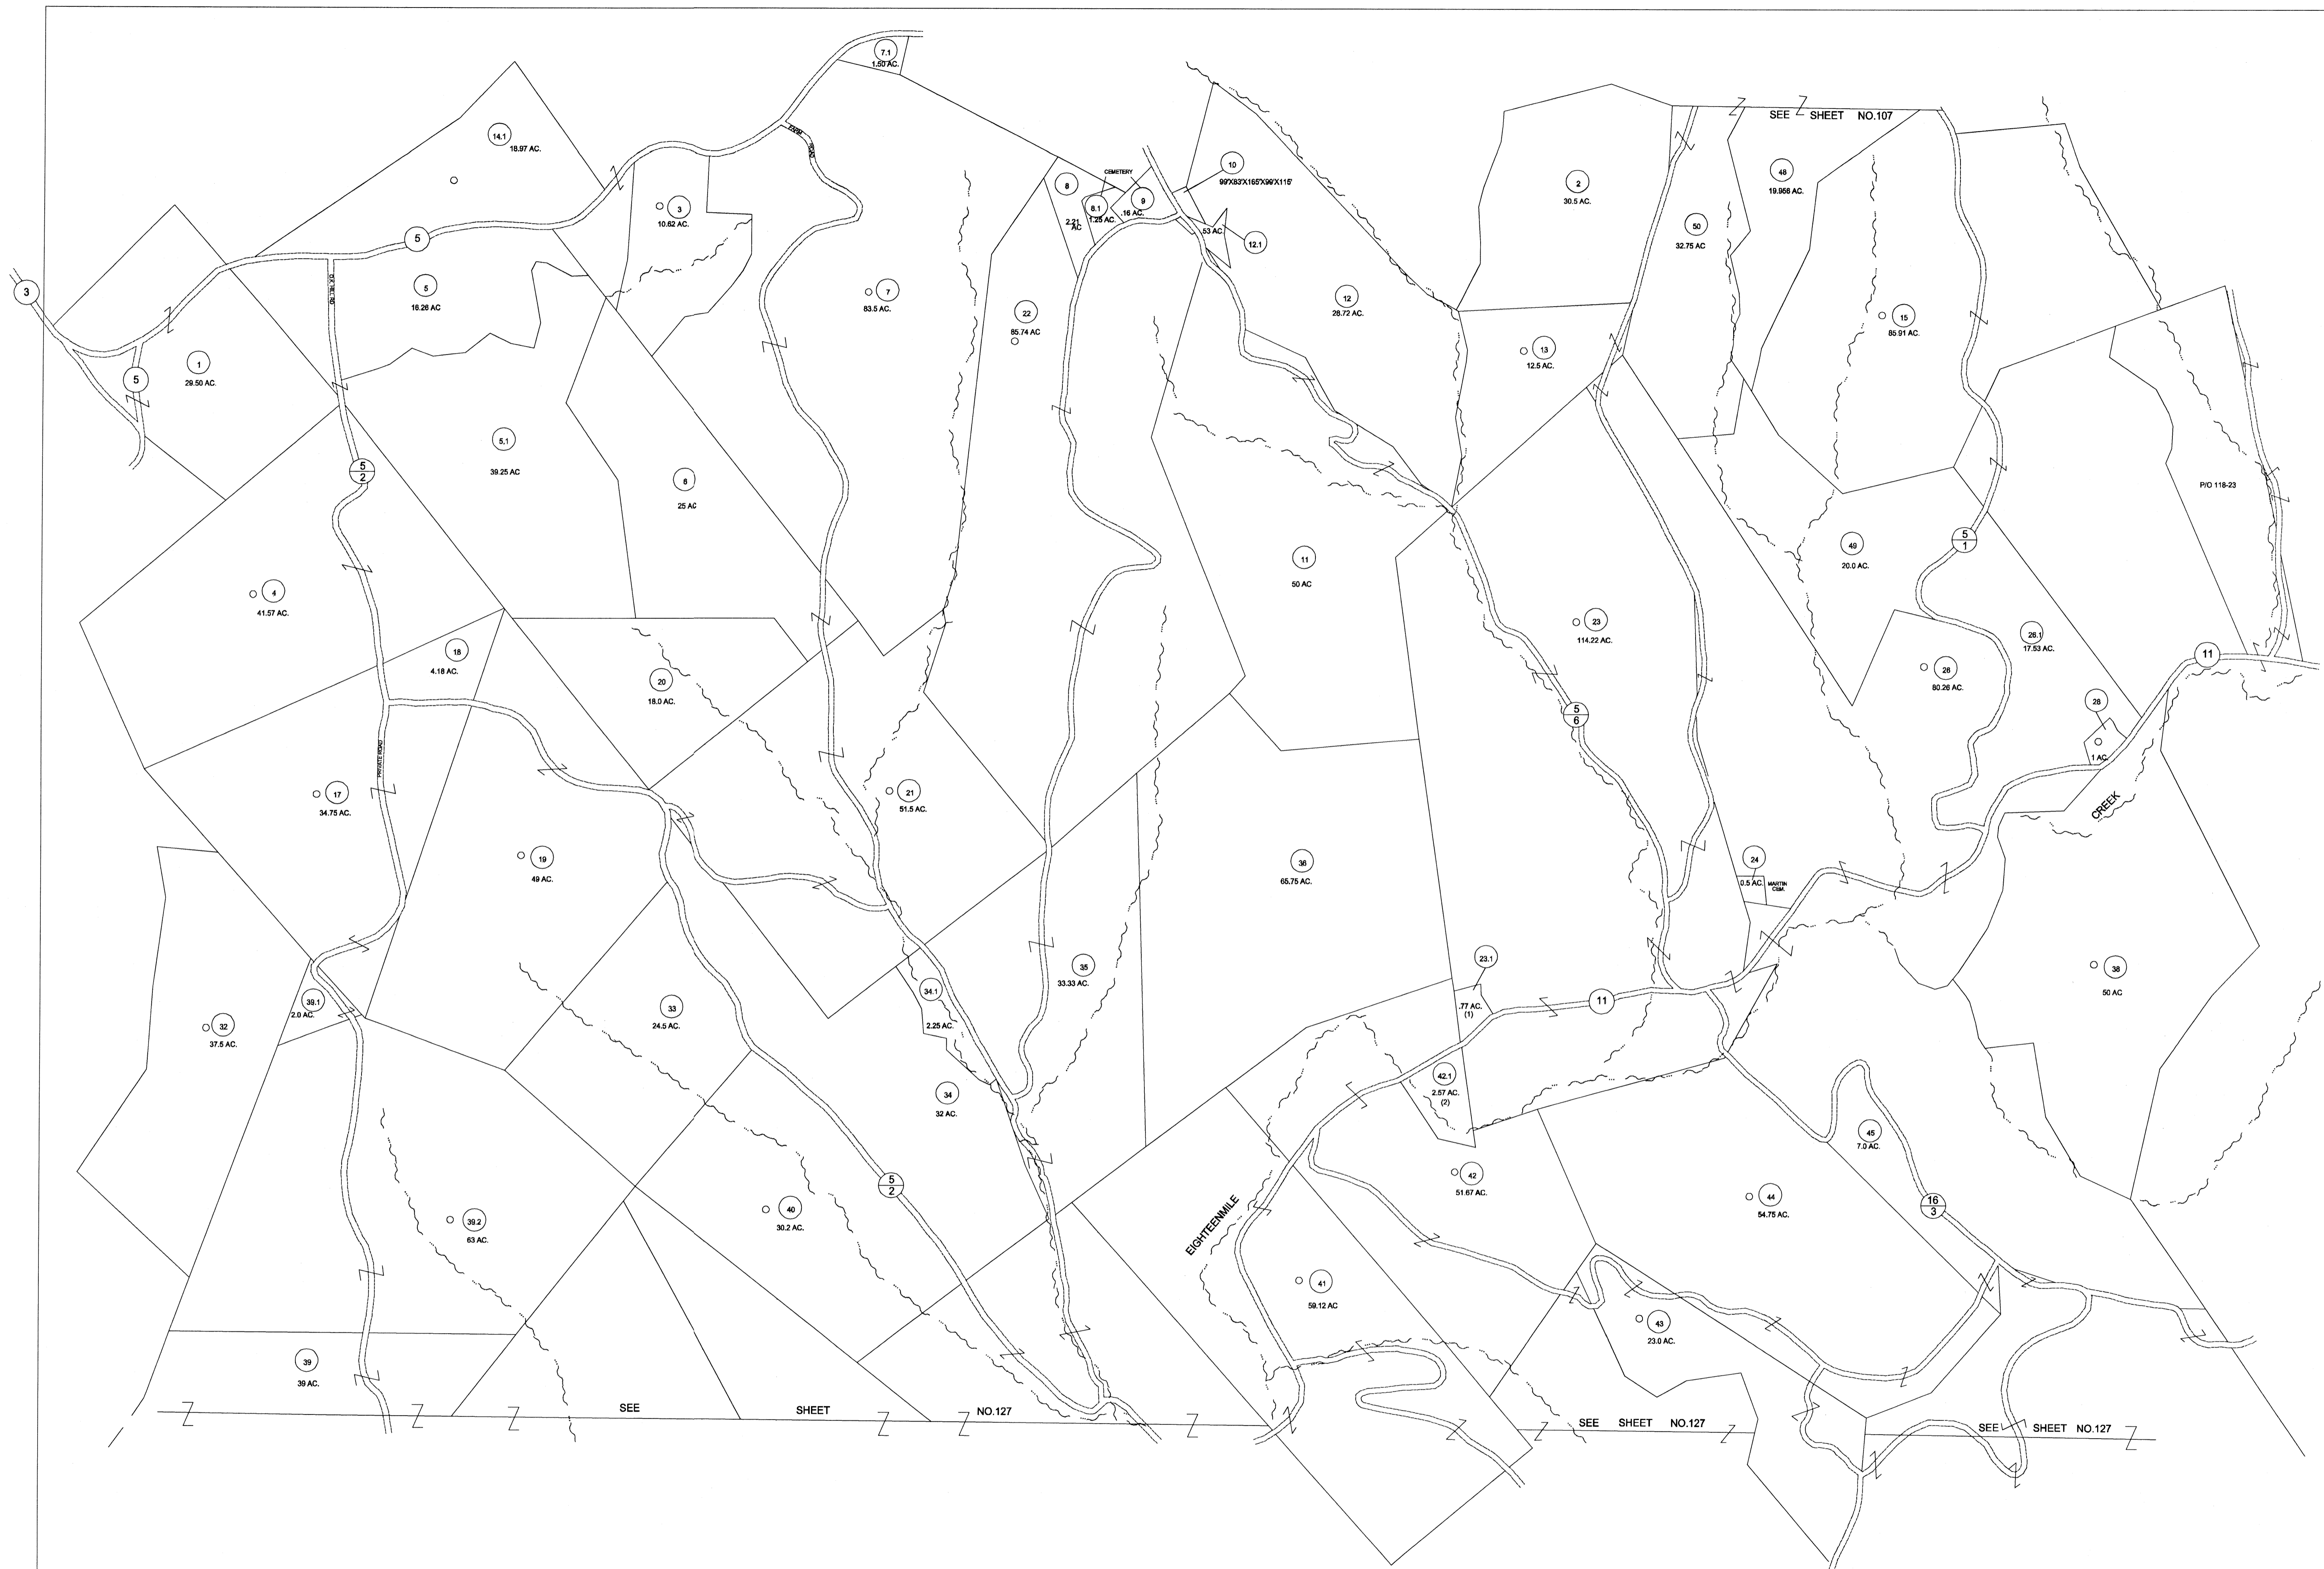 7.1
1.50 AC.
SEE SHEET NO.107
14.1
18.97 AC.
FARM
ROAD
CEMETERY
10
99'X83'X165'X99'X115'
8
2.21
AC
8.1
1.25 AC.
9
.16 AC.
.53 AC.
12.1
2
30.5 AC.
48
19.956 AC.
50
32.75 AC
3
10.62 AC.
5
5
16.26 AC
3
7
83.5 AC.
22
85.74 AC
12
28.72 AC.
13
12.5 AC.
15
85.91 AC.
1
29.50 AC.
5
5
2
5.1
39.25 AC
6
25 AC
P/O 118-23
11
50 AC
49
20.0 AC.
5
1
4
41.57 AC.
18
4.18 AC.
20
18.0 AC.
23
114.22 AC.
26.1
17.53 AC.
26
80.26 AC.
11
28
1 AC.
5
6
PRIVATE ROAD
17
34.75 AC.
21
51.5 AC.
CREEK
19
49 AC.
36
65.75 AC.
24
0.5 AC.
MARTIN
CEM.
35
33.33 AC.
23.1
.77 AC.
(1)
11
38
50 AC
39.1
2.0 AC.
32
37.5 AC.
33
24.5 AC.
34.1
2.25 AC.
34
32 AC.
42.1
2.57 AC.
(2)
45
7.0 AC.
42
51.67 AC.
44
54.75 AC.
16
3
5
2
40
30.2 AC.
39.2
63 AC.
EIGHTEENMILE
41
59.12 AC
43
23.0 AC.
39
39 AC.
SEE SHEET NO.127
SEE SHEET NO.127
SEE SHEET NO.127